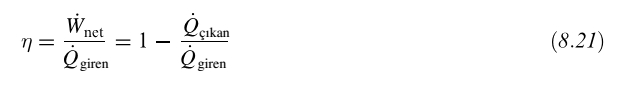 η = Ẇnet / Q̇giren = 1 − Q̇çıkan / Q̇giren (8.21)